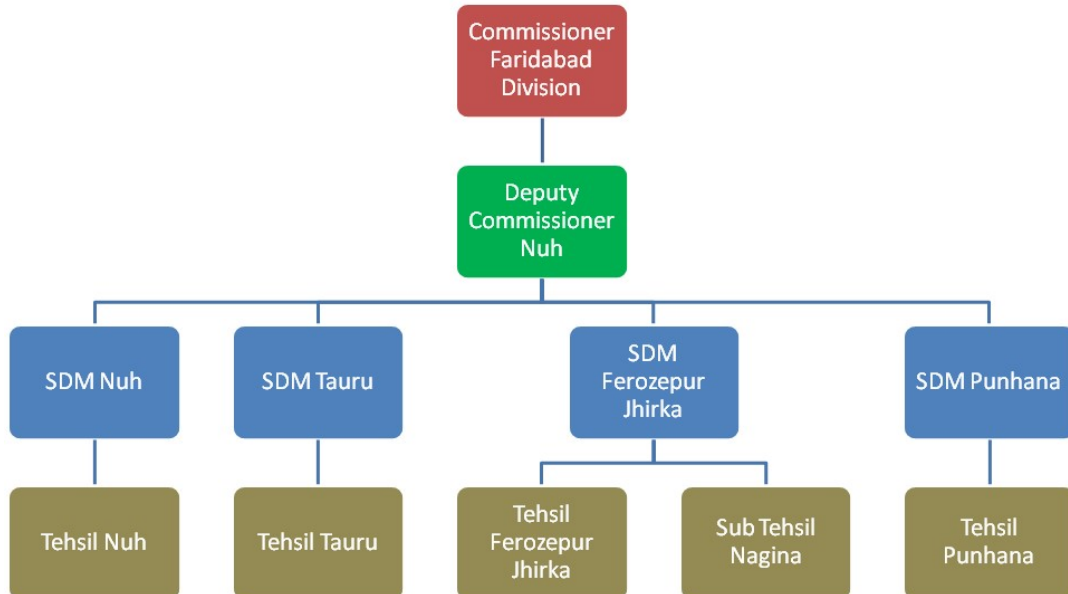 Commissioner
Faridabad
Division
Deputy
Commissioner
Nuh
SDM Nuh
SDM Tauru
SDM
Ferozepur
Jhirka
SDM Punhana
Tehsil Nuh
Tehsil Tauru
Tehsil
Ferozepur
Jhirka
Sub Tehsil
Nagina
Tehsil
Punhana